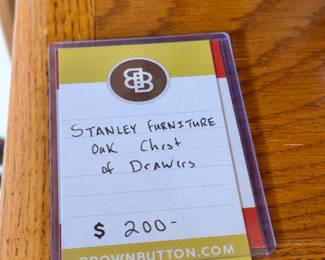 BB
STANLEY FURNITURE
Oak Chest
of Drawers
$ 200-
BROWNBUTTON.COM